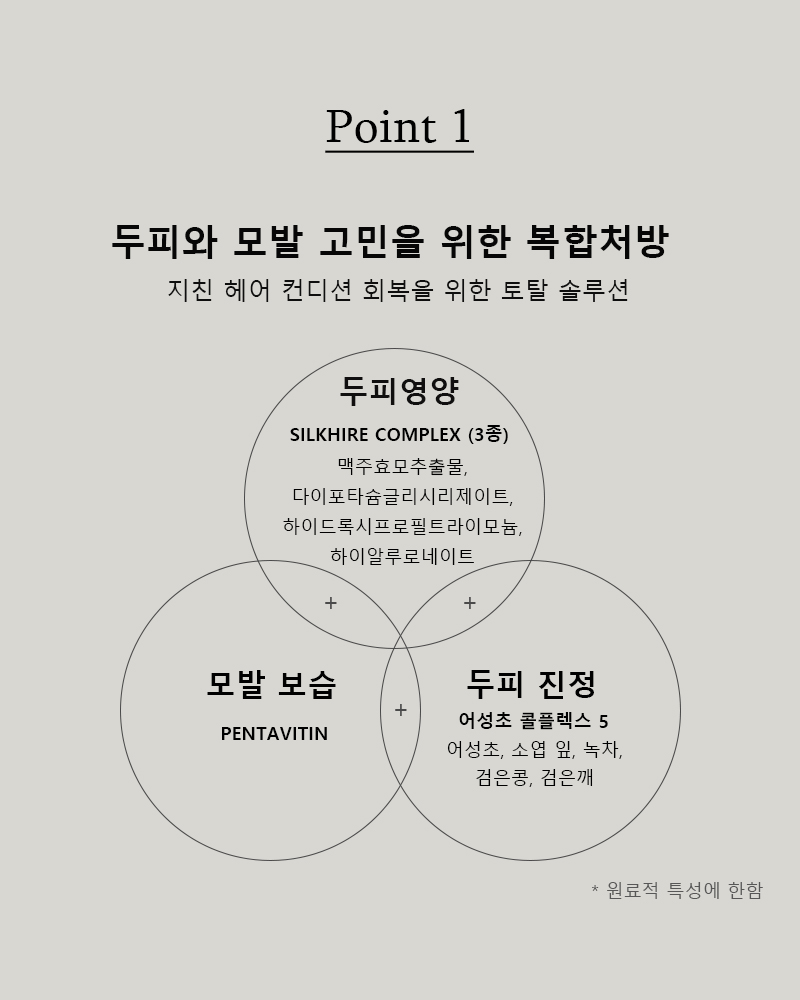 Point 1
두피와 모발 고민을 위한 복합처방
지친 헤어 컨디션 회복을 위한 토탈 솔루션
두피영양
SILKHIRE COMPLEX (3종)
맥주효모추출물,
다이포타슘글리시리제이트,
하이드록시프로필트라이모늄,
하이알루로네이트
+ +
모발 보습
PENTAVITIN
+
두피 진정
어성초 콜플렉스 5
어성초, 소엽 잎, 녹차,
검은콩, 검은깨
* 원료적 특성에 한함